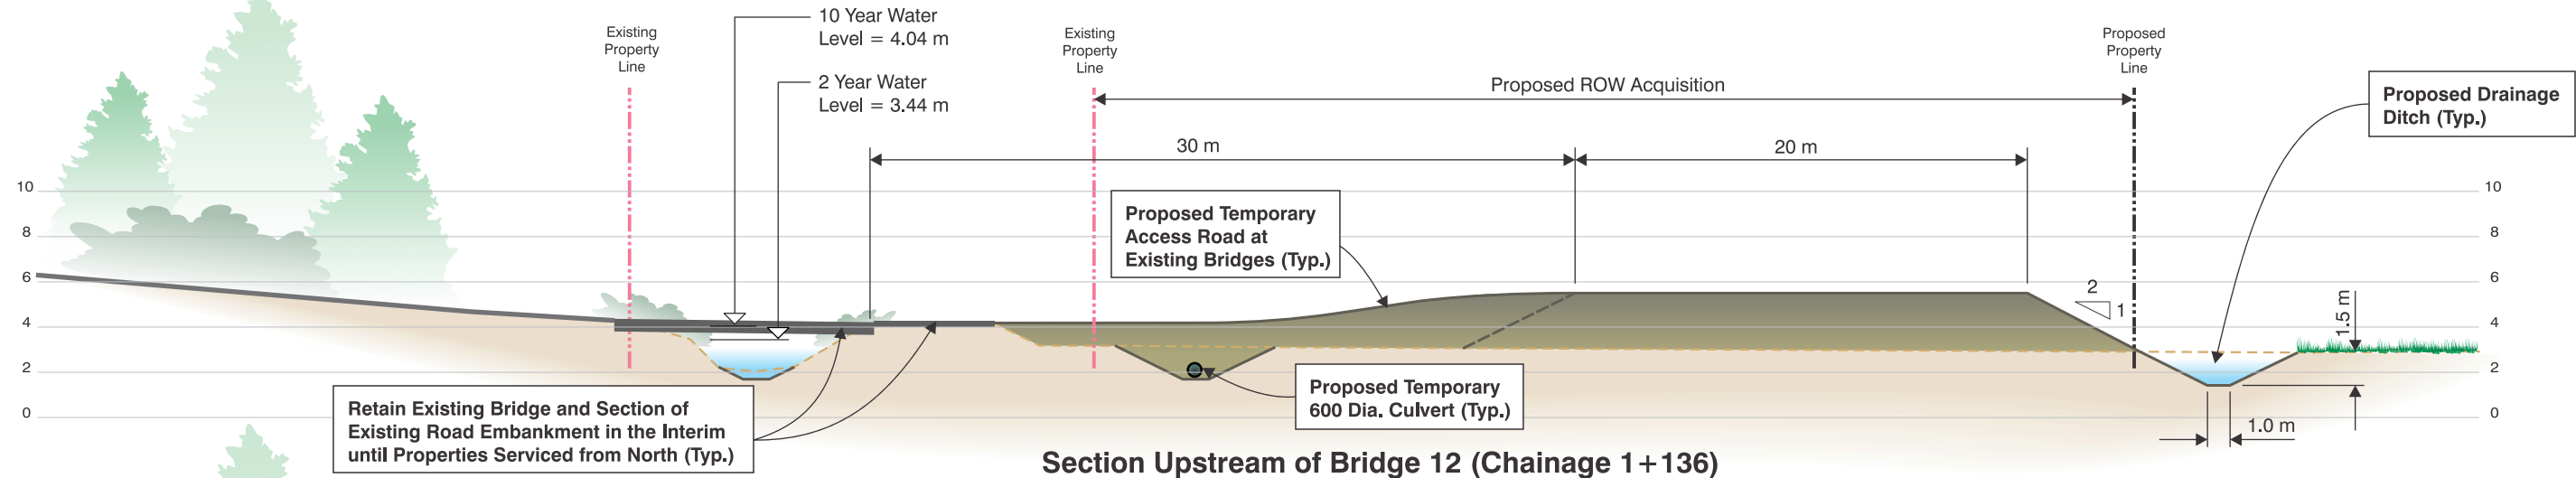 10 Year Water
Level = 4.04 m
2 Year Water
Level = 3.44 m
Existing
Property
Line
Existing
Property
Line
Proposed
Property
Line
Proposed ROW Acquisition
Proposed Drainage
Ditch (Typ.)
30 m
20 m
10
8
6
4
2
0
10
8
6
4
2
0
Proposed Temporary
Access Road at
Existing Bridges (Typ.)
2
1
1.5 m
1.0 m
Proposed Temporary
600 Dia. Culvert (Typ.)
Retain Existing Bridge and Section of
Existing Road Embankment in the Interim
until Properties Serviced from North (Typ.)
Section Upstream of Bridge 12 (Chainage 1+136)